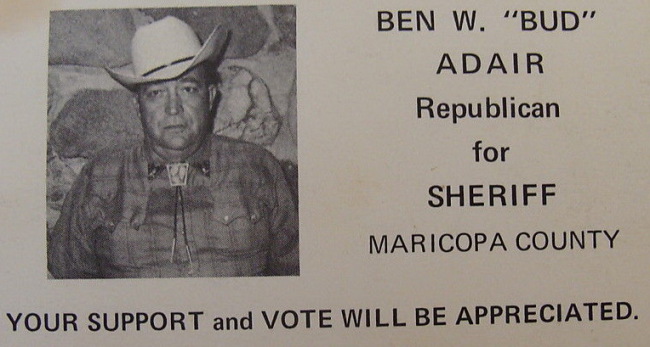 BEN W. "BUD"
ADAIR
Republican
for
SHERIFF
MARICOPA COUNTY
YOUR SUPPORT and VOTE WILL BE APPRECIATED.